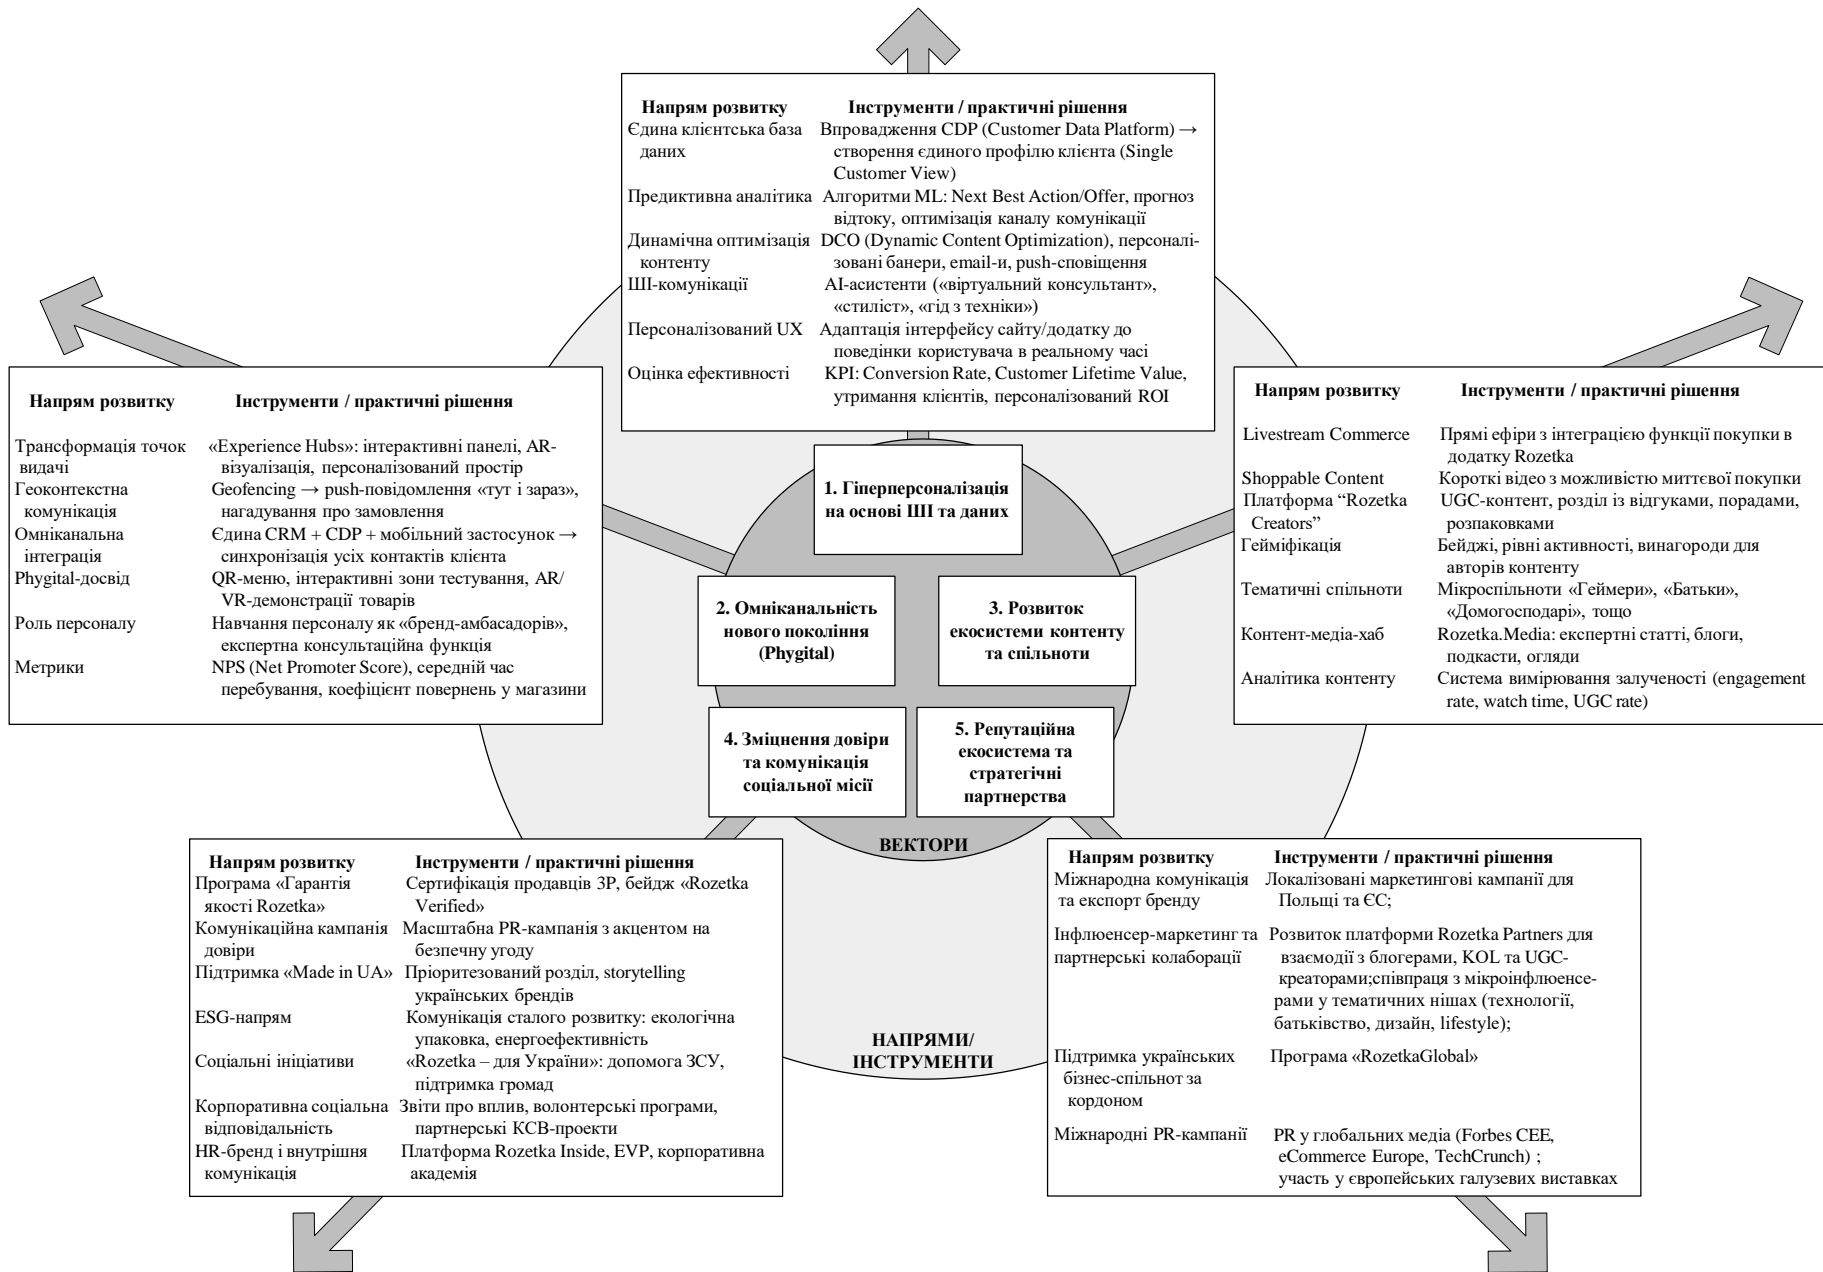 Напрям розвитку Інструменти / практичні рішення
Єдина клієнтська база Впровадження CDP (Customer Data Platform) →
даних створення єдиного профілю клієнта (Single
Customer View)
Предиктивна аналітика Алгоритми ML: Next Best Action/Offer, прогноз
відтоку, оптимізація каналу комунікації
Динамічна оптимізація DCO (Dynamic Content Optimization), персоналі-
контенту зовані банери, email-и, push-сповіщення
ШІ-комунікації AI-асистенти («віртуальний консультант»,
«стиліст», «гід з техніки»)
Персоналізований UX Адаптація інтерфейсу сайту/додатку до
поведінки користувача в реальному часі
Оцінка ефективності KPI: Conversion Rate, Customer Lifetime Value,
утримання клієнтів, персоналізований ROI
Напрям розвитку Інструменти / практичні рішення
Трансформація точок «Experience Hubs»: інтерактивні панелі, AR-
видачі візуалізація, персоналізований простір
Геоконтекстна Geofencing → push-повідомлення «тут і зараз»,
комунікація нагадування про замовлення
Омніканальна Єдина CRM + CDP + мобільний застосунок →
інтеграція синхронізація усіх контактів клієнта
Phygital-досвід QR-меню, інтерактивні зони тестування, AR/
VR-демонстрації товарів
Роль персоналу Навчання персоналу як «бренд-амбасадорів»,
експертна консультаційна функція
Метрики NPS (Net Promoter Score), середній час
перебування, коефіцієнт повернень у магазини
Напрям розвитку Інструменти / практичні рішення
Livestream Commerce Прямі ефіри з інтеграцією функції покупки в
додатку Rozetka
Shoppable Content Короткі відео з можливістю миттєвої покупки
Платформа “Rozetka UGC-контент, розділ із відгуками, порадами,
Creators” розпаковками
Гейміфікація Бейджі, рівні активності, винагороди для
авторів контенту
Тематичні спільноти Мікроспільноти «Геймери», «Батьки»,
«Домогосподарі», тощо
Контент-медіа-хаб Rozetka.Media: експертні статті, блоги,
подкасти, огляди
Аналітика контенту Система вимірювання залученості (engagement
rate, watch time, UGC rate)
1. Гіперперсоналізація
на основі ШІ та даних
2. Омніканальність
нового покоління
(Phygital)
3. Розвиток
екосистеми контенту
та спільноти
4. Зміцнення довіри
та комунікація
соціальної місії
5. Репутаційна
екосистема та
стратегічні
партнерства
ВЕКТОРИ
НАПРЯМИ/
ІНСТРУМЕНТИ
Напрям розвитку Інструменти / практичні рішення
Програма «Гарантія Сертифікація продавців 3P, бейдж «Rozetka
якості Rozetka» Verified»
Комунікаційна кампанія Масштабна PR-кампанія з акцентом на
довіри безпечну угоду
Підтримка «Made in UA» Пріоритезований розділ, storytelling
українських брендів
ESG-напрям Комунікація сталого розвитку: екологічна
упаковка, енергоефективність
Соціальні ініціативи «Rozetka – для України»: допомога ЗСУ,
підтримка громад
Корпоративна соціальна Звіти про вплив, волонтерські програми,
відповідальність партнерські КСВ-проекти
HR-бренд і внутрішня Платформа Rozetka Inside, EVP, корпоративна
комунікація академія
Напрям розвитку Інструменти / практичні рішення
Міжнародна комунікація Локалізовані маркетингові кампанії для
та експорт бренду Польщі та ЄС;
Інфлюенсер-маркетинг та Розвиток платформи Rozetka Partners для
партнерські колаборації взаємодії з блогерами, KOL та UGC-
креаторами;співпраця з мікроінфлюенсе-
рами у тематичних нішах (технології,
батьківство, дизайн, lifestyle);
Підтримка українських Програма «RozetkaGlobal»
бізнес-спільнот за
кордоном
Міжнародні PR-кампанії PR у глобальних медіа (Forbes CEE,
eCommerce Europe, TechCrunch) ;
участь у європейських галузевих виставках